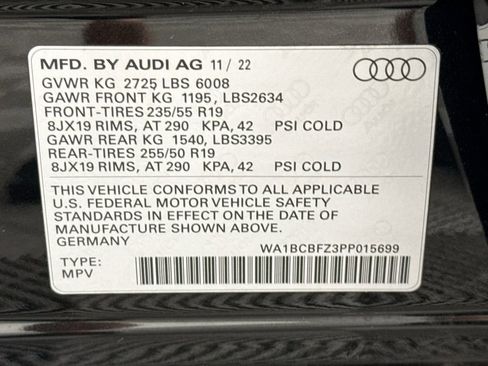 MFD. BY AUDI AG 11 / 22
GVWR KG 2725 LBS 6008
GAWR FRONT KG 1195, LBS2634
FRONT-TIRES 235/55 R19
8JX19 RIMS, AT 290 KPA, 42 PSI COLD
GAWR REAR KG 1540, LBS3395
REAR-TIRES 255/50 R19
8JX19 RIMS, AT 290 KPA, 42 PSI COLD
THIS VEHICLE CONFORMS TO ALL APPLICABLE
U.S. FEDERAL MOTOR VEHICLE SAFETY
STANDARDS IN EFFECT ON THE DATE OF
MANUFACTURE SHOWN ABOVE.
GERMANY WA1BCBFZ3PP015699
TYPE:
MPV